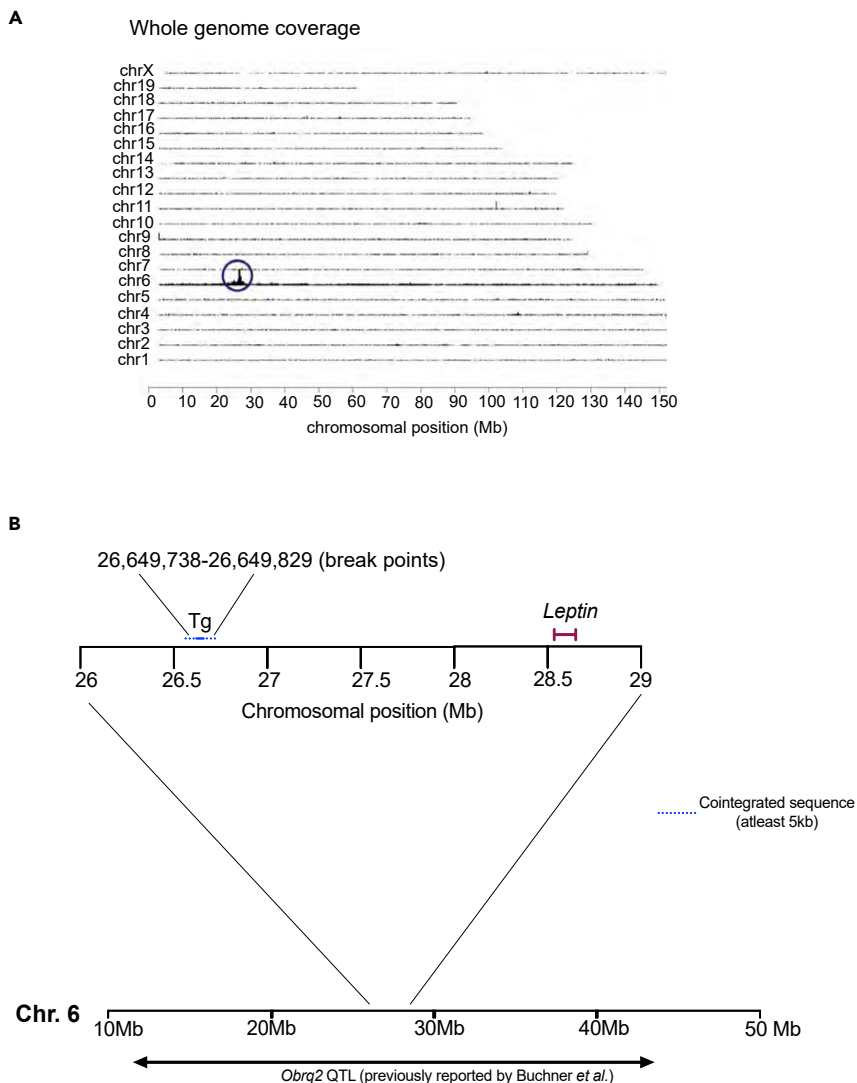 A
Whole genome coverage
chrX
chr19
chr18
chr17
chr16
chr15
chr14
chr13
chr12
chr11
chr10
chr9
chr8
chr7
chr6
chr5
chr4
chr3
chr2
chr1
0 10 20 30 40 50 60 70 80 90 100 110 120 130 140 150
chromosomal position (Mb)
B
26,649,738-26,649,829 (break points)
Tg
Leptin
26 26.5 27 27.5 28 28.5 29
Chromosomal position (Mb)
Cointegrated sequence
(atleast 5kb)
Chr. 6
10Mb 20Mb 30Mb 40Mb 50 Mb
Obrq2 QTL (previously reported by Buchner et al.)